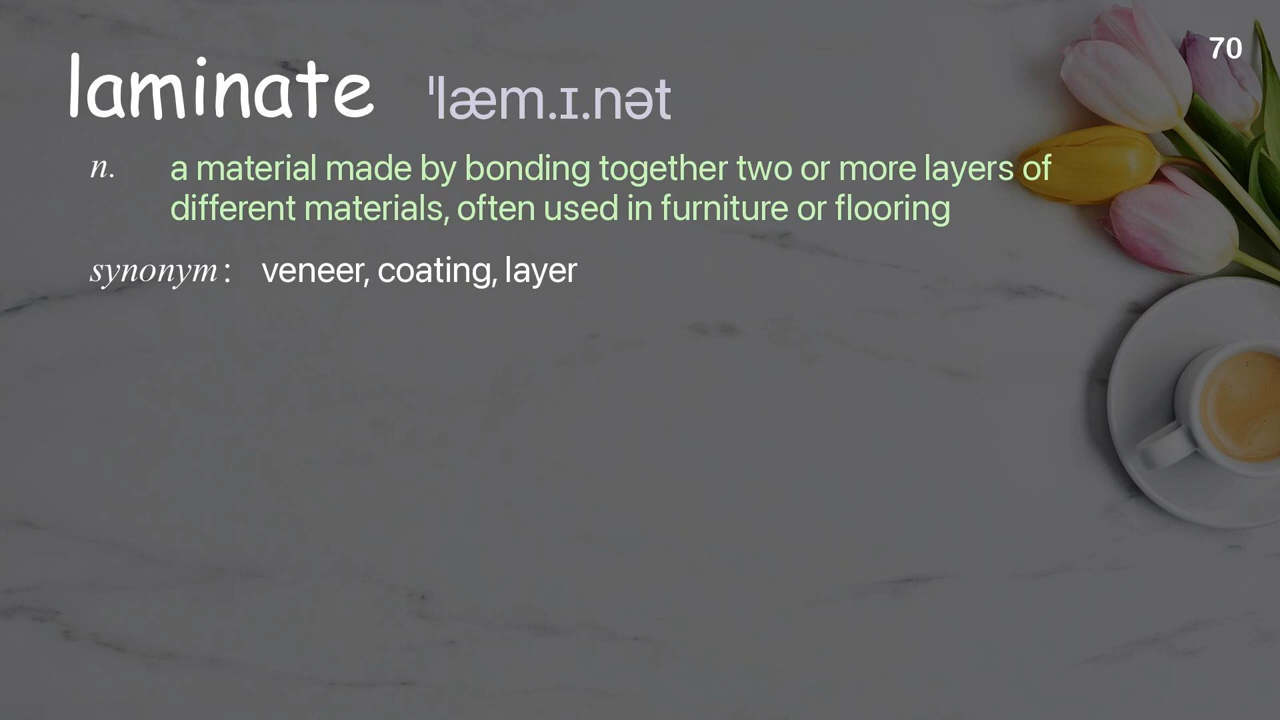 70
laminate ˈlæm.ɪ.nət
n. a material made by bonding together two or more layers of
different materials, often used in furniture or flooring
synonym: veneer, coating, layer